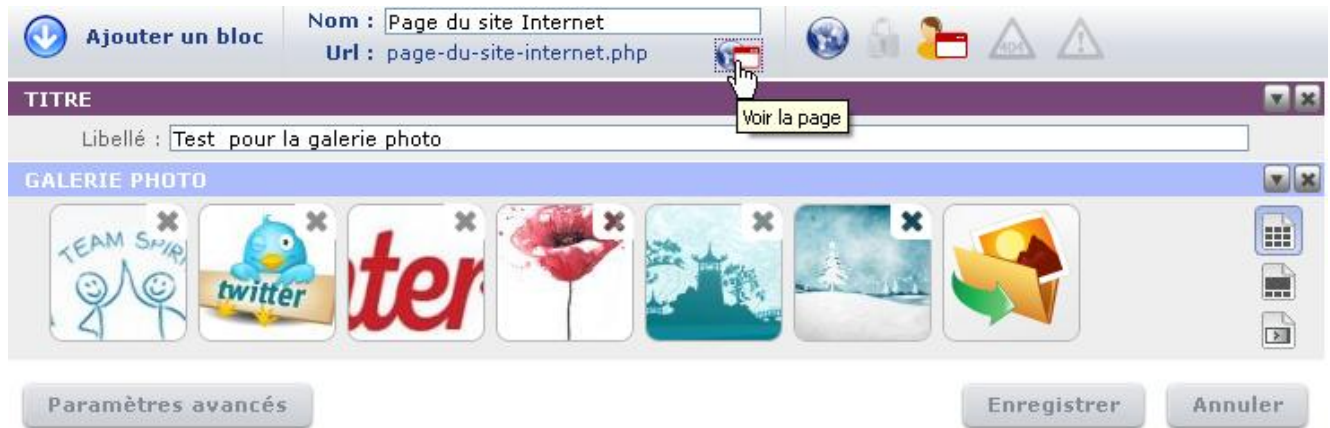 Ajouter un bloc
Nom : Page du site Internet
Url : page-du-site-internet.php
404
Voir la page
TITRE
Libellé : Test pour la galerie photo
GALERIE PHOTO
TEAM SPIRI
twitter
ter
Paramètres avancés
Enregistrer
Annuler